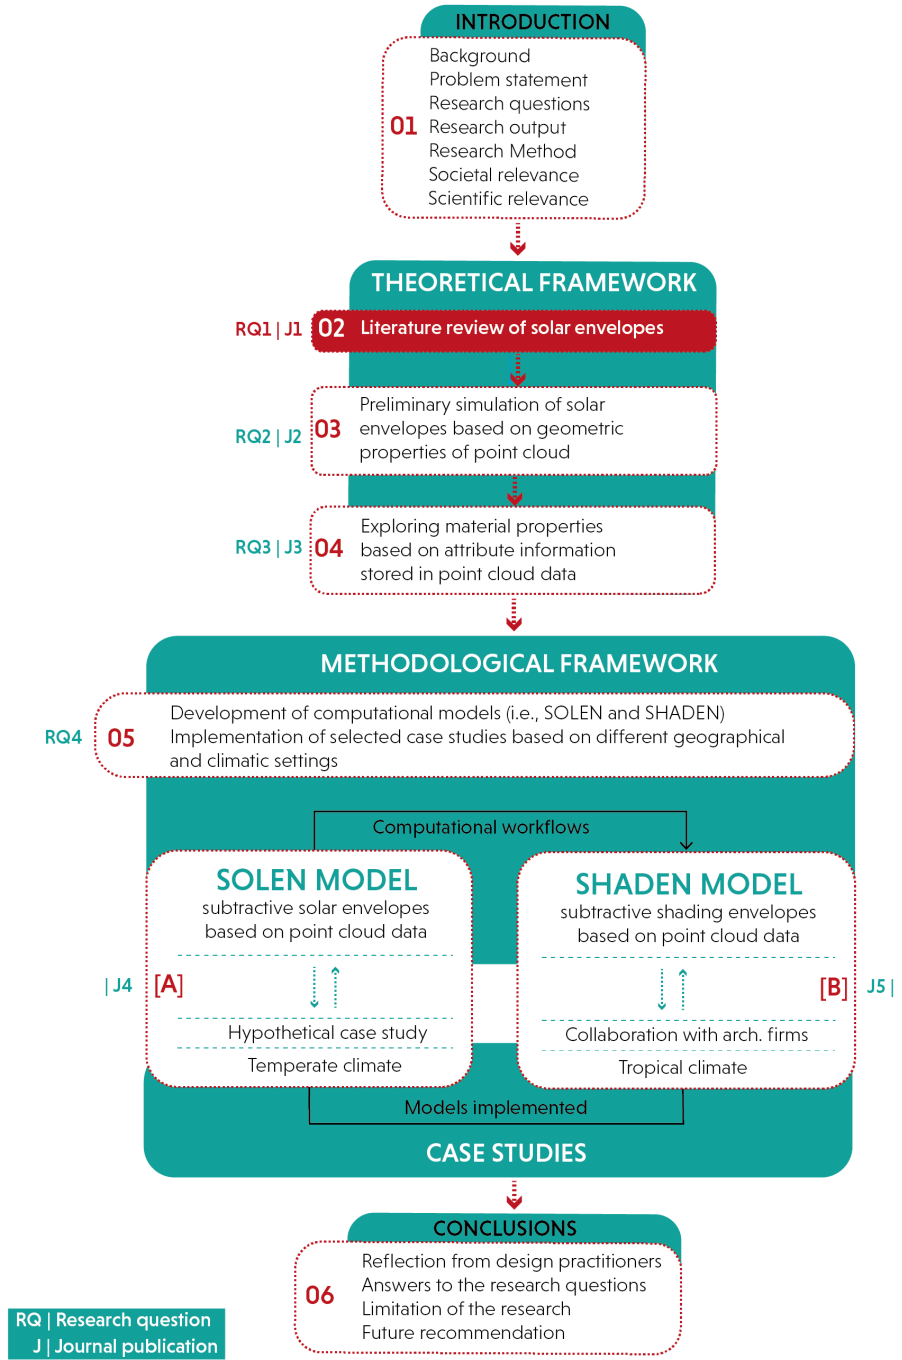 INTRODUCTION
01
Background
Problem statement
Research questions
Research output
Research Method
Societal relevance
Scientific relevance
THEORETICAL FRAMEWORK
RQ1 | J1
02 Literature review of solar envelopes
RQ2 | J2
03
Preliminary simulation of solar
envelopes based on geometric
properties of point cloud
RQ3 | J3
04
Exploring material properties
based on attribute information
stored in point cloud data
METHODOLOGICAL FRAMEWORK
RQ4
05
Development of computational models (i.e., SOLEN and SHADEN)
Implementation of selected case studies based on different geographical
and climatic settings
Computational workflows
SOLEN MODEL
subtractive solar envelopes
based on point cloud data
| J4
[A]
Hypothetical case study
Temperate climate
SHADEN MODEL
subtractive shading envelopes
based on point cloud data
[B]
J5 |
Collaboration with arch. firms
Tropical climate
Models implemented
CASE STUDIES
CONCLUSIONS
06
Reflection from design practitioners
Answers to the research questions
Limitation of the research
Future recommendation
RQ | Research question
J | Journal publication